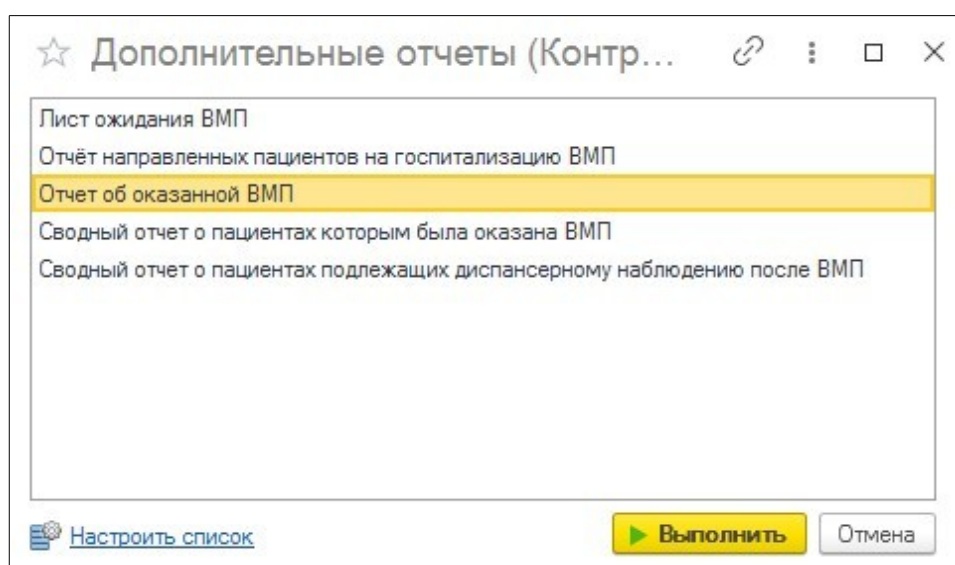 Дополнительные отчеты (Контр...
Лист ожидания ВМП
Отчёт направленных пациентов на госпитализацию ВМП
Отчет об оказанной ВМП
Сводный отчет о пациентах которым была оказана ВМП
Сводный отчет о пациентах подлежащих диспансерному наблюдению после ВМП
Настроить список
Выполнить
Отмена